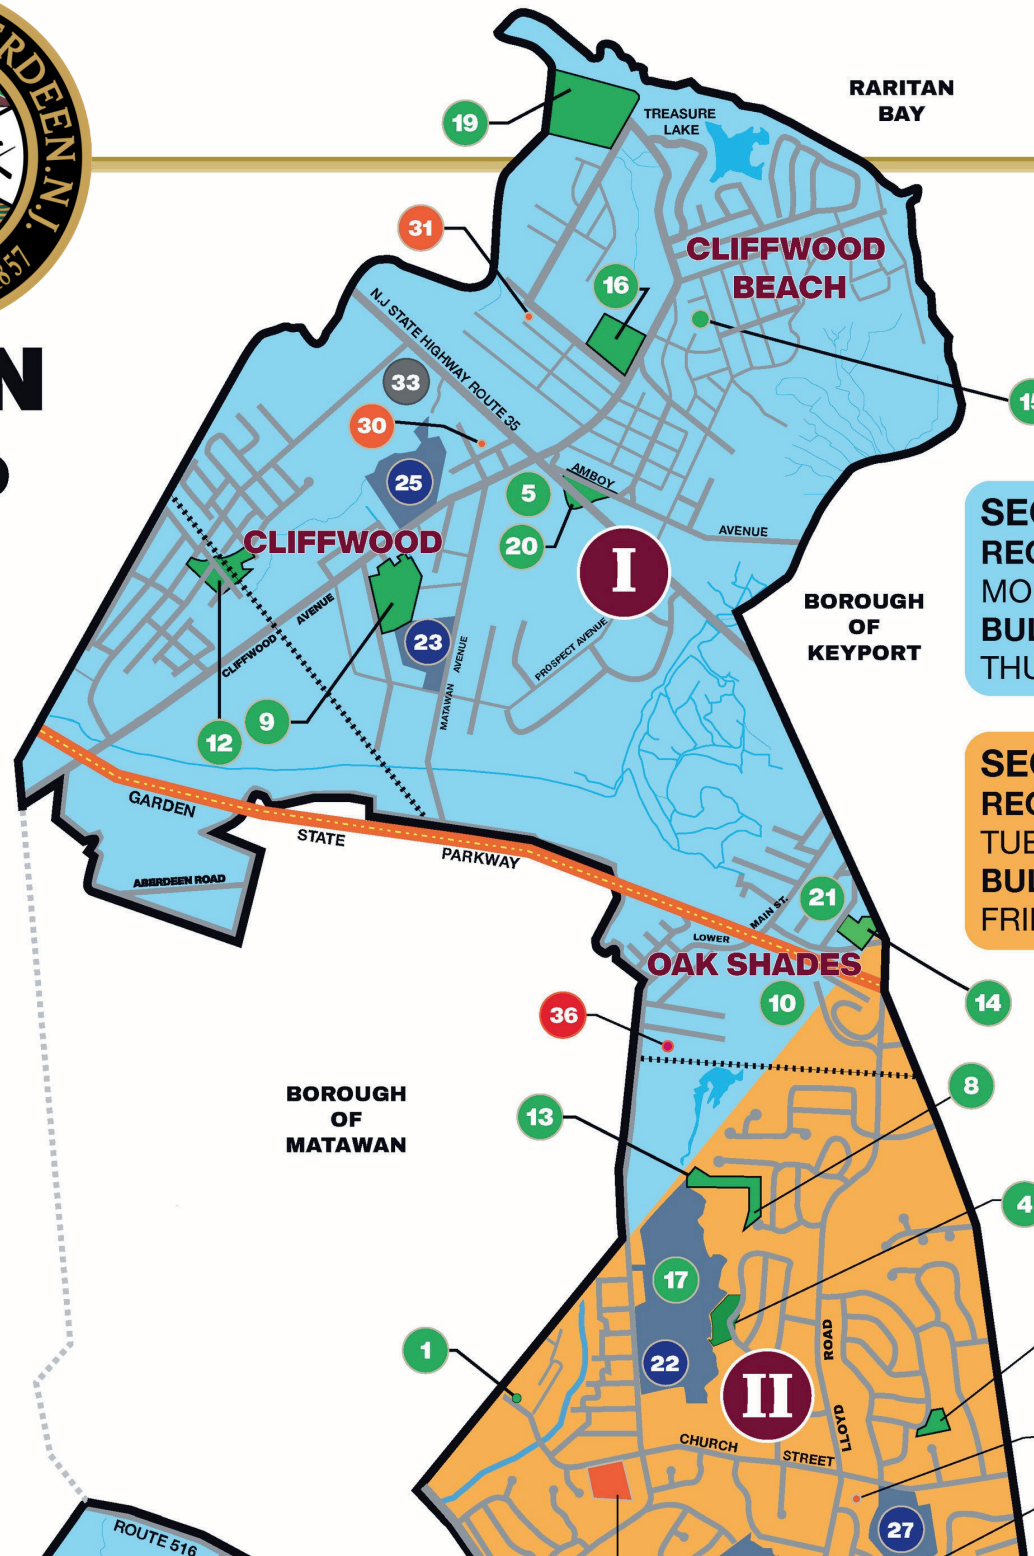 RARITAN
BAY
TREASURE
LAKE
19
31
CLIFFWOOD
BEACH
16
N.J STATE HIGHWAY ROUTE 35
33
30
25
5
AMBOY
AVENUE
20
I
CLIFFWOOD
BOROUGH
OF
KEYPORT
CLIFFWOOD AVENUE
23
MATAWAN AVENUE
PROSPECT AVENUE
12
9
GARDEN STATE PARKWAY
ABERDEEN ROAD
21
MAIN ST.
LOWER
OAK SHADES
10
14
36
BOROUGH
OF
MATAWAN
8
13
4
17
1
22
II
LLOYD ROAD
CHURCH STREET
27
ROUTE 516